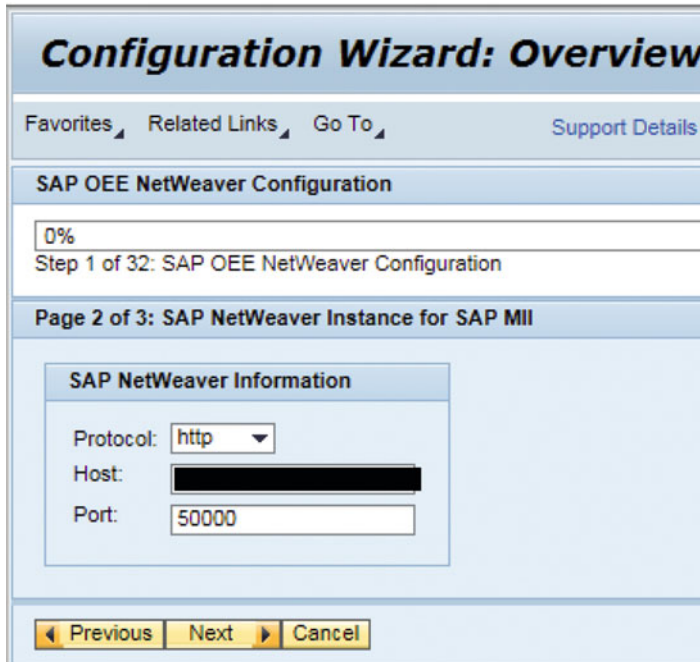 Configuration Wizard: Overview
Favorites Related Links Go To Support Details
SAP OEE NetWeaver Configuration
0%
Step 1 of 32: SAP OEE NetWeaver Configuration
Page 2 of 3: SAP NetWeaver Instance for SAP MII
SAP NetWeaver Information
Protocol: http
Host:
Port: 50000
Previous Next Cancel